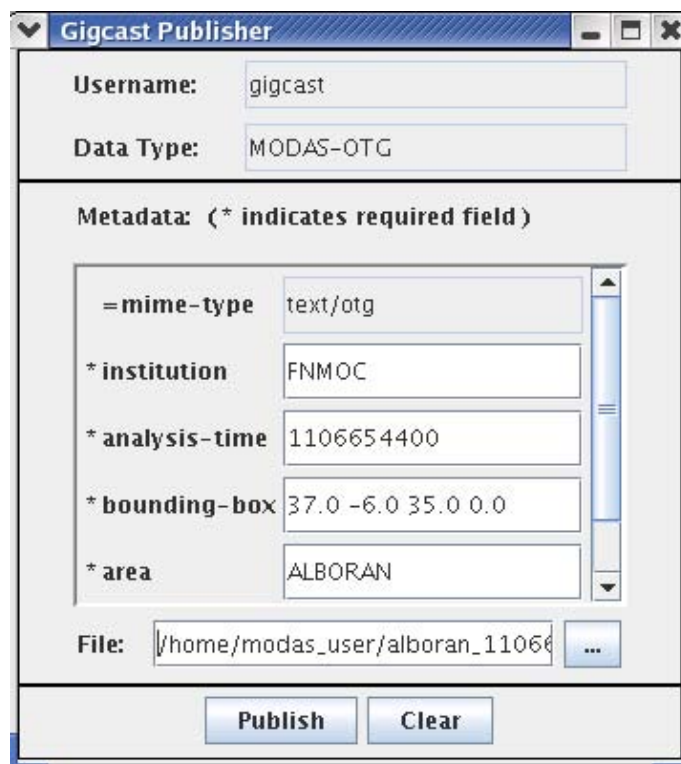 Gigcast Publisher
Username: gigcast
Data Type: MODAS-OTG
Metadata: (* indicates required field)
=mime-type text/otg
*institution FNMOC
*analysis-time 1106654400
*bounding-box 37.0 -6.0 35.0 0.0
*area ALBORAN
File: /home/modas_user/alboran_11066 ...
Publish Clear